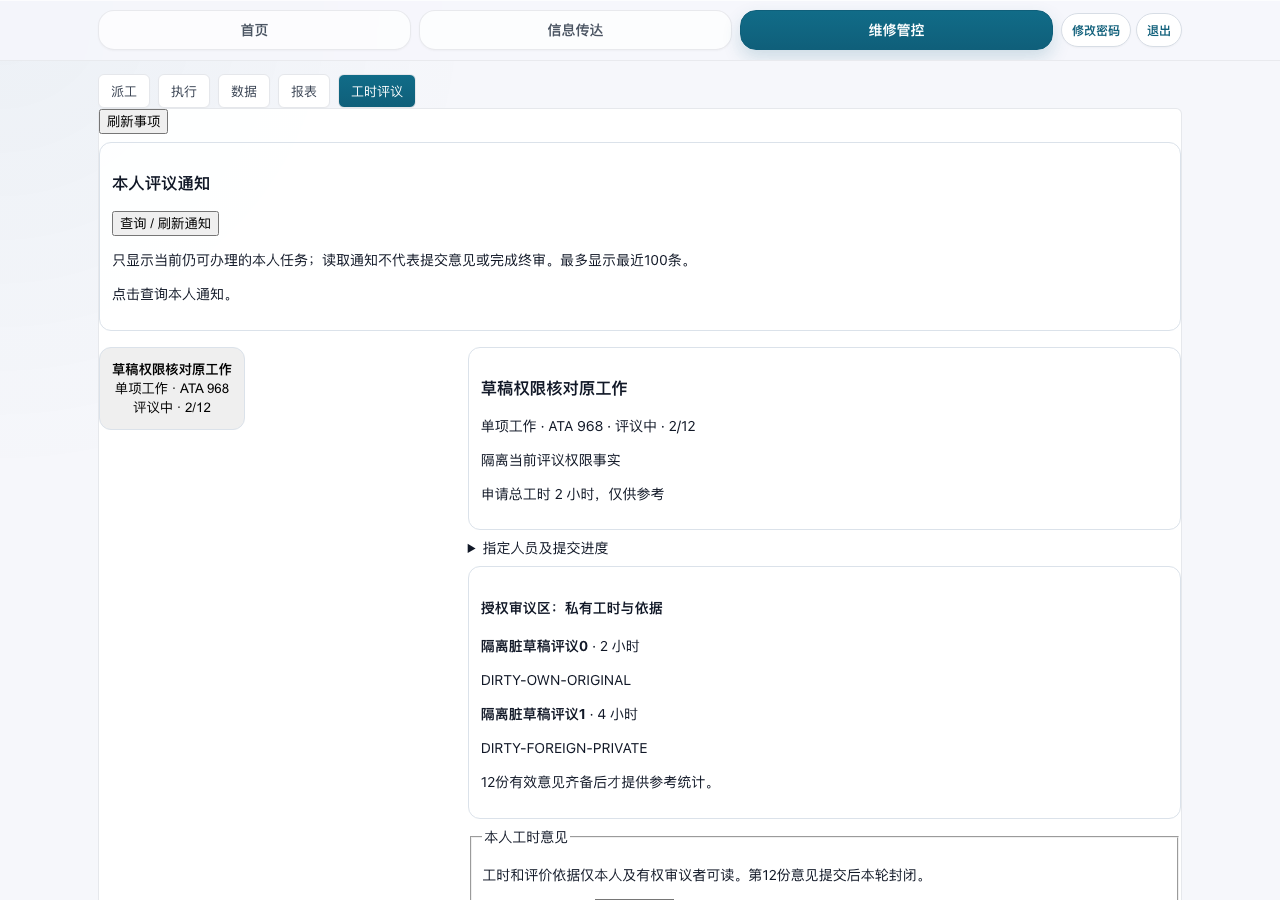 首页
信息传达
维修管控
修改密码
退出
派工
执行
数据
报表
工时评议
刷新事项
本人评议通知
查询 / 刷新通知
只显示当前仍可办理的本人任务；读取通知不代表提交意见或完成终审。最多显示最近100条。
点击查询本人通知。
草稿权限核对原工作
单项工作 · ATA 968
评议中 · 2/12
草稿权限核对原工作
单项工作 · ATA 968 · 评议中 · 2/12
隔离当前评议权限事实
申请总工时 2 小时，仅供参考
指定人员及提交进度
授权审议区：私有工时与依据
隔离脏草稿评议0 · 2 小时
DIRTY-OWN-ORIGINAL
隔离脏草稿评议1 · 4 小时
DIRTY-FOREIGN-PRIVATE
12份有效意见齐备后才提供参考统计。
本人工时意见
工时和评价依据仅本人及有权审议者可读。第12份意见提交后本轮封闭。